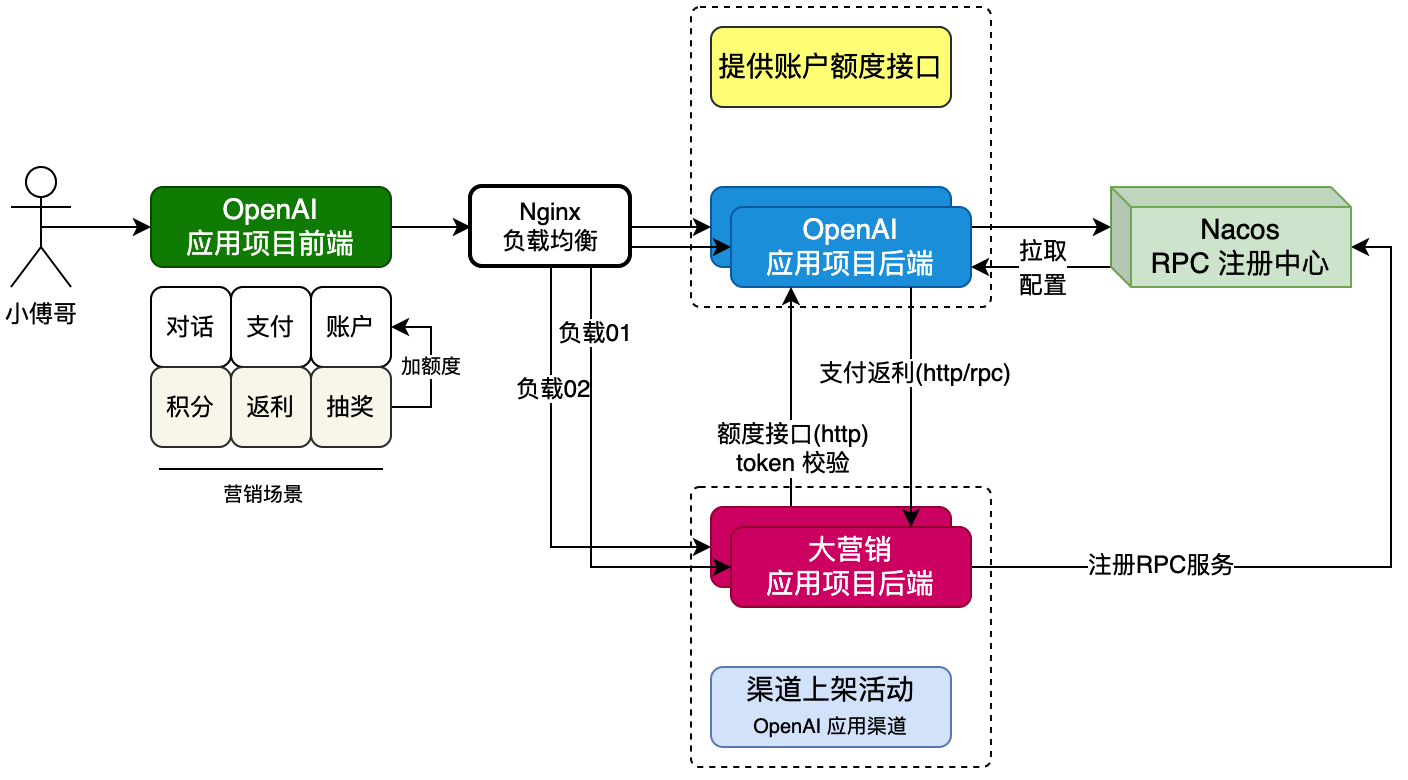 提供账户额度接口
小傅哥
OpenAI
应用项目前端
Nginx
负载均衡
OpenAI
应用项目后端
拉取
配置
Nacos
RPC 注册中心
对话
支付
账户
积分
返利
抽奖
加额度
营销场景
负载01
负载02
支付返利(http/rpc)
额度接口(http)
token 校验
大营销
应用项目后端
注册RPC服务
渠道上架活动
OpenAI 应用渠道